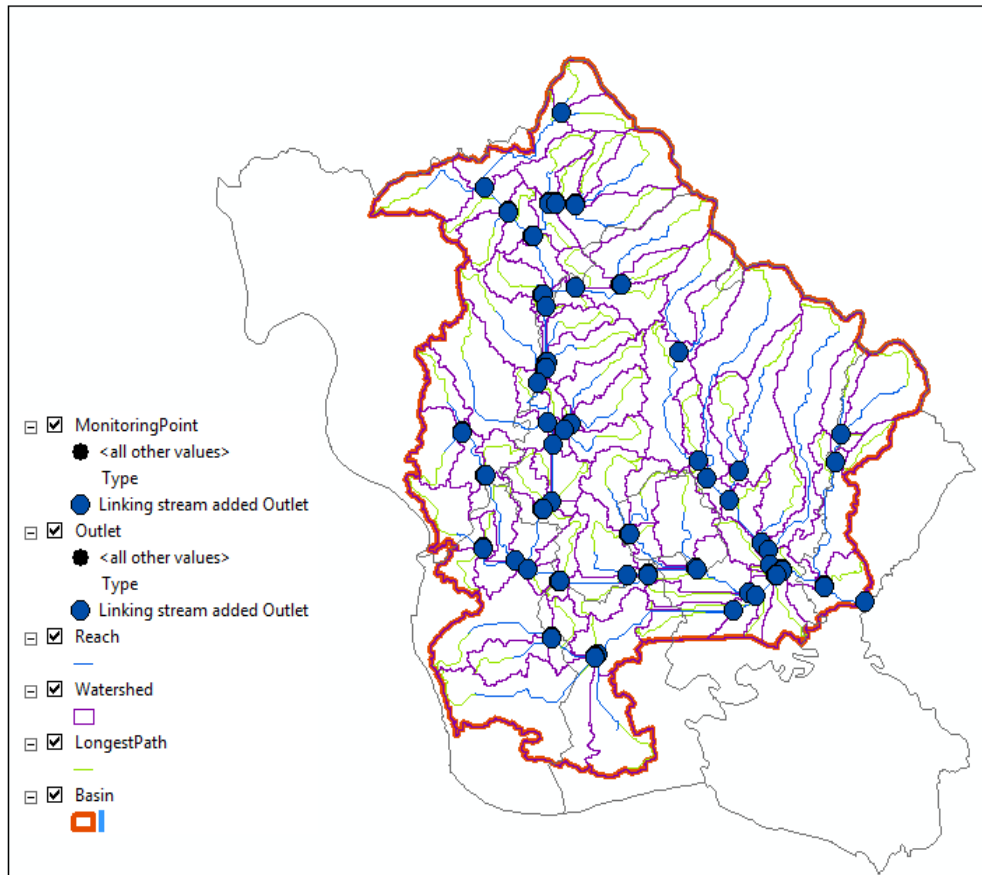 MonitoringPoint
<all other values>
Type
Linking stream added Outlet
Outlet
<all other values>
Type
Linking stream added Outlet
Reach
Watershed
LongestPath
Basin